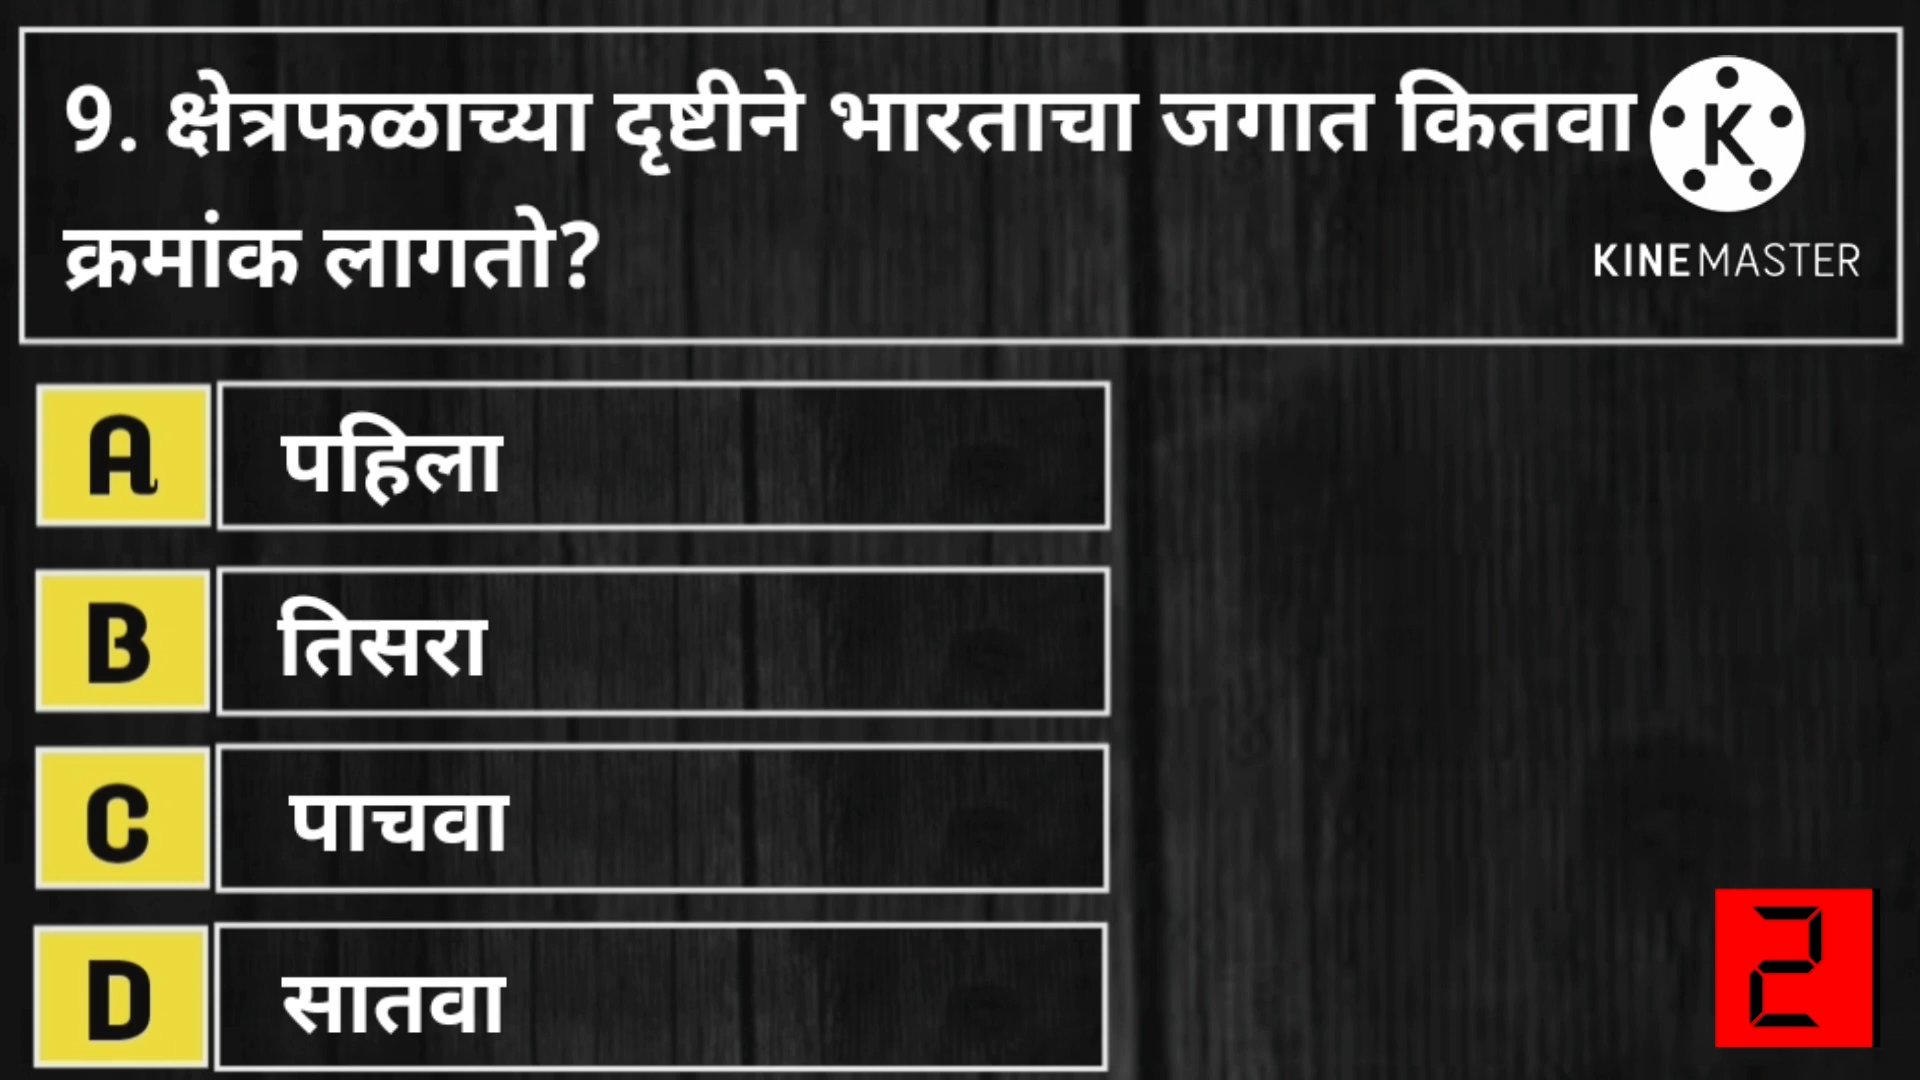 9. क्षेत्रफळाच्या दृष्टीने भारताचा जगात कितवा
क्रमांक लागतो?
K
KINEMASTER
A पहिला
B तिसरा
C पाचवा
D सातवा
2